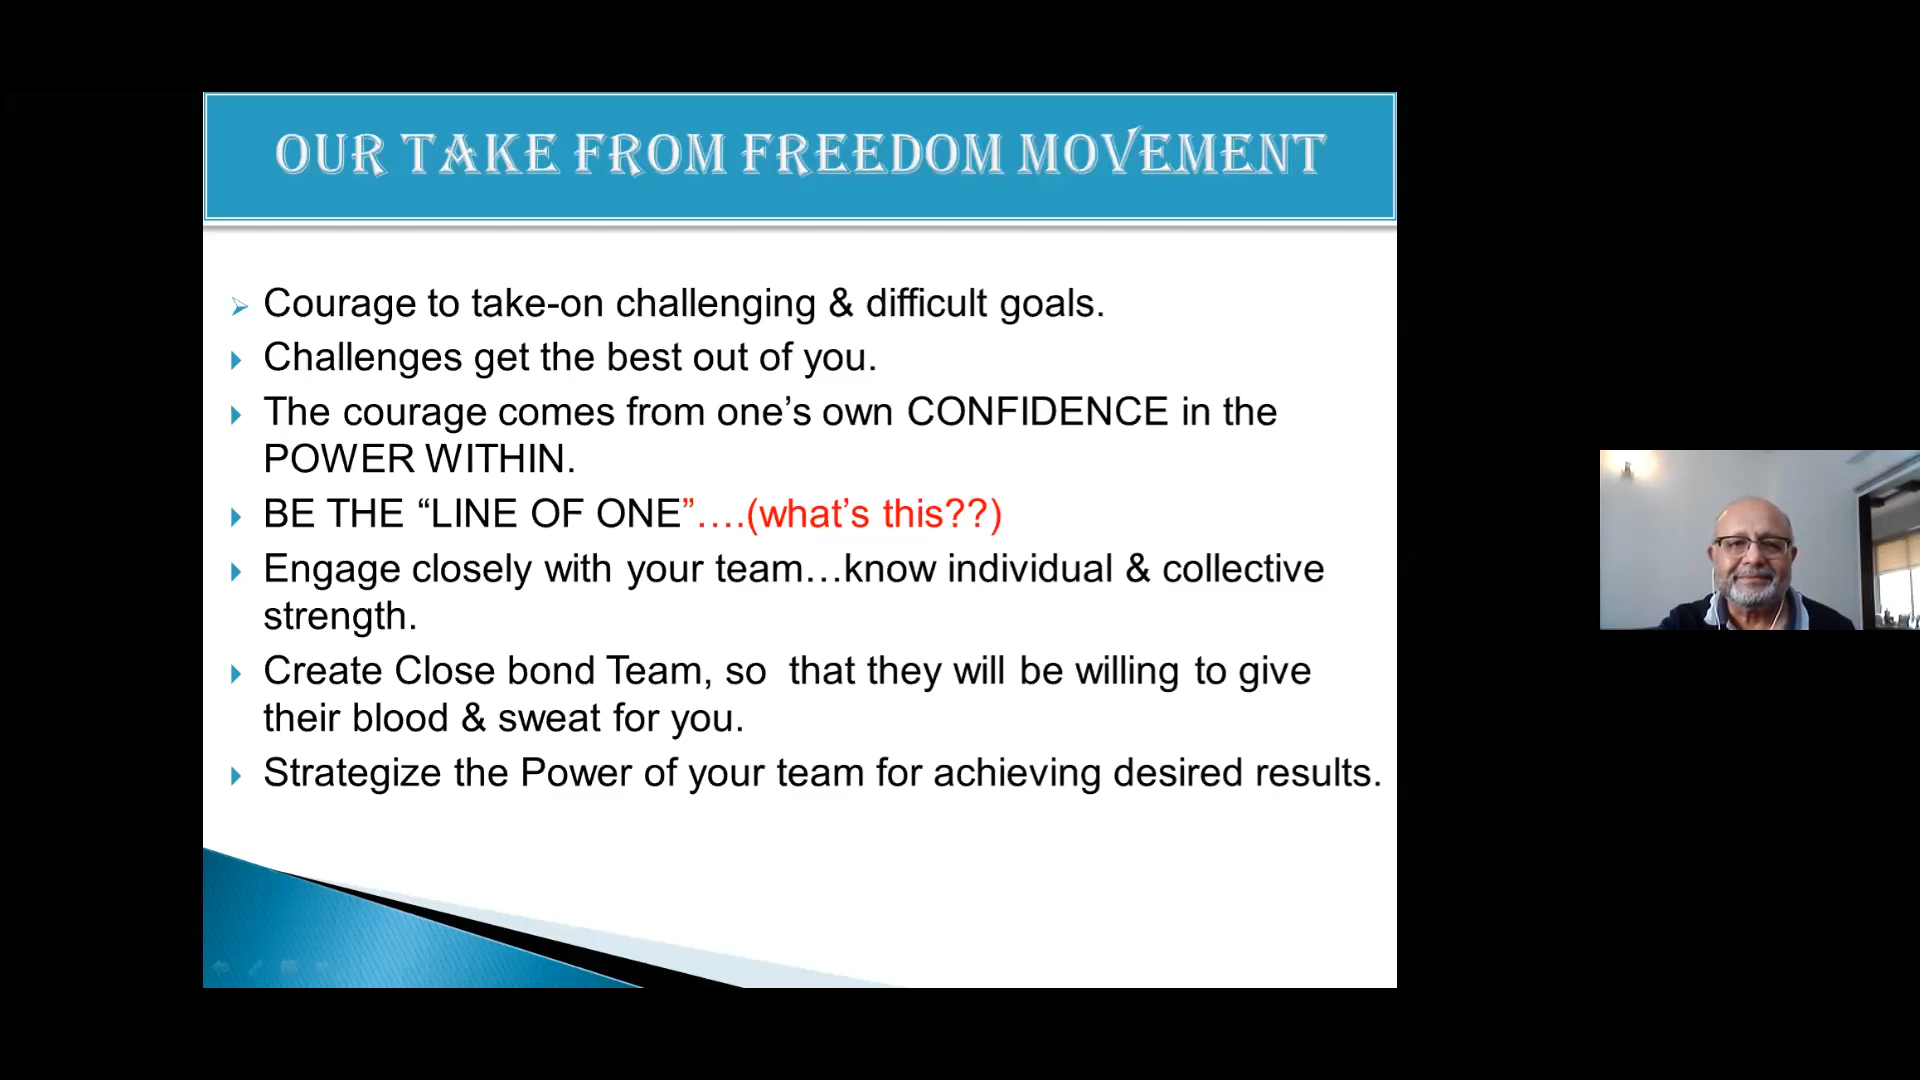 OUR TAKE FROM FREEDOM MOVEMENT
Courage to take-on challenging & difficult goals.
Challenges get the best out of you.
The courage comes from one’s own CONFIDENCE in the
POWER WITHIN.
BE THE “LINE OF ONE”….(what’s this??)
Engage closely with your team…know individual & collective
strength.
Create Close bond Team, so  that they will be willing to give
their blood & sweat for you.
Strategize the Power of your team for achieving desired results.